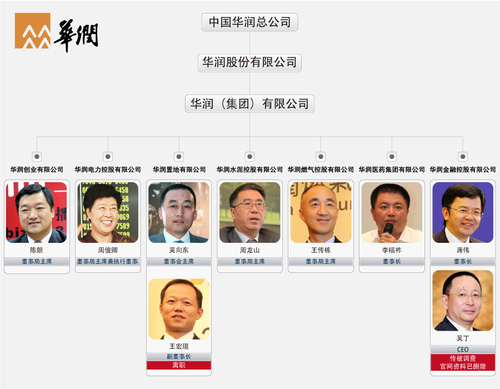 华润
中国华润总公司
华润股份有限公司
华润（集团）有限公司
华润创业有限公司
华润电力控股有限公司
华润置地有限公司
华润水泥控股有限公司
华润燃气控股有限公司
华润医药集团有限公司
华润金融控股有限公司
陈朗
董事局主席
周俊卿
董事局主席兼执行董事
吴向东
董事会主席
周龙山
董事局主席
王传栋
董事局主席
李福祚
董事长
蒋伟
董事长
王宏琨
副董事长
离职
吴丁
CEO
传被调查
官网资料已删除